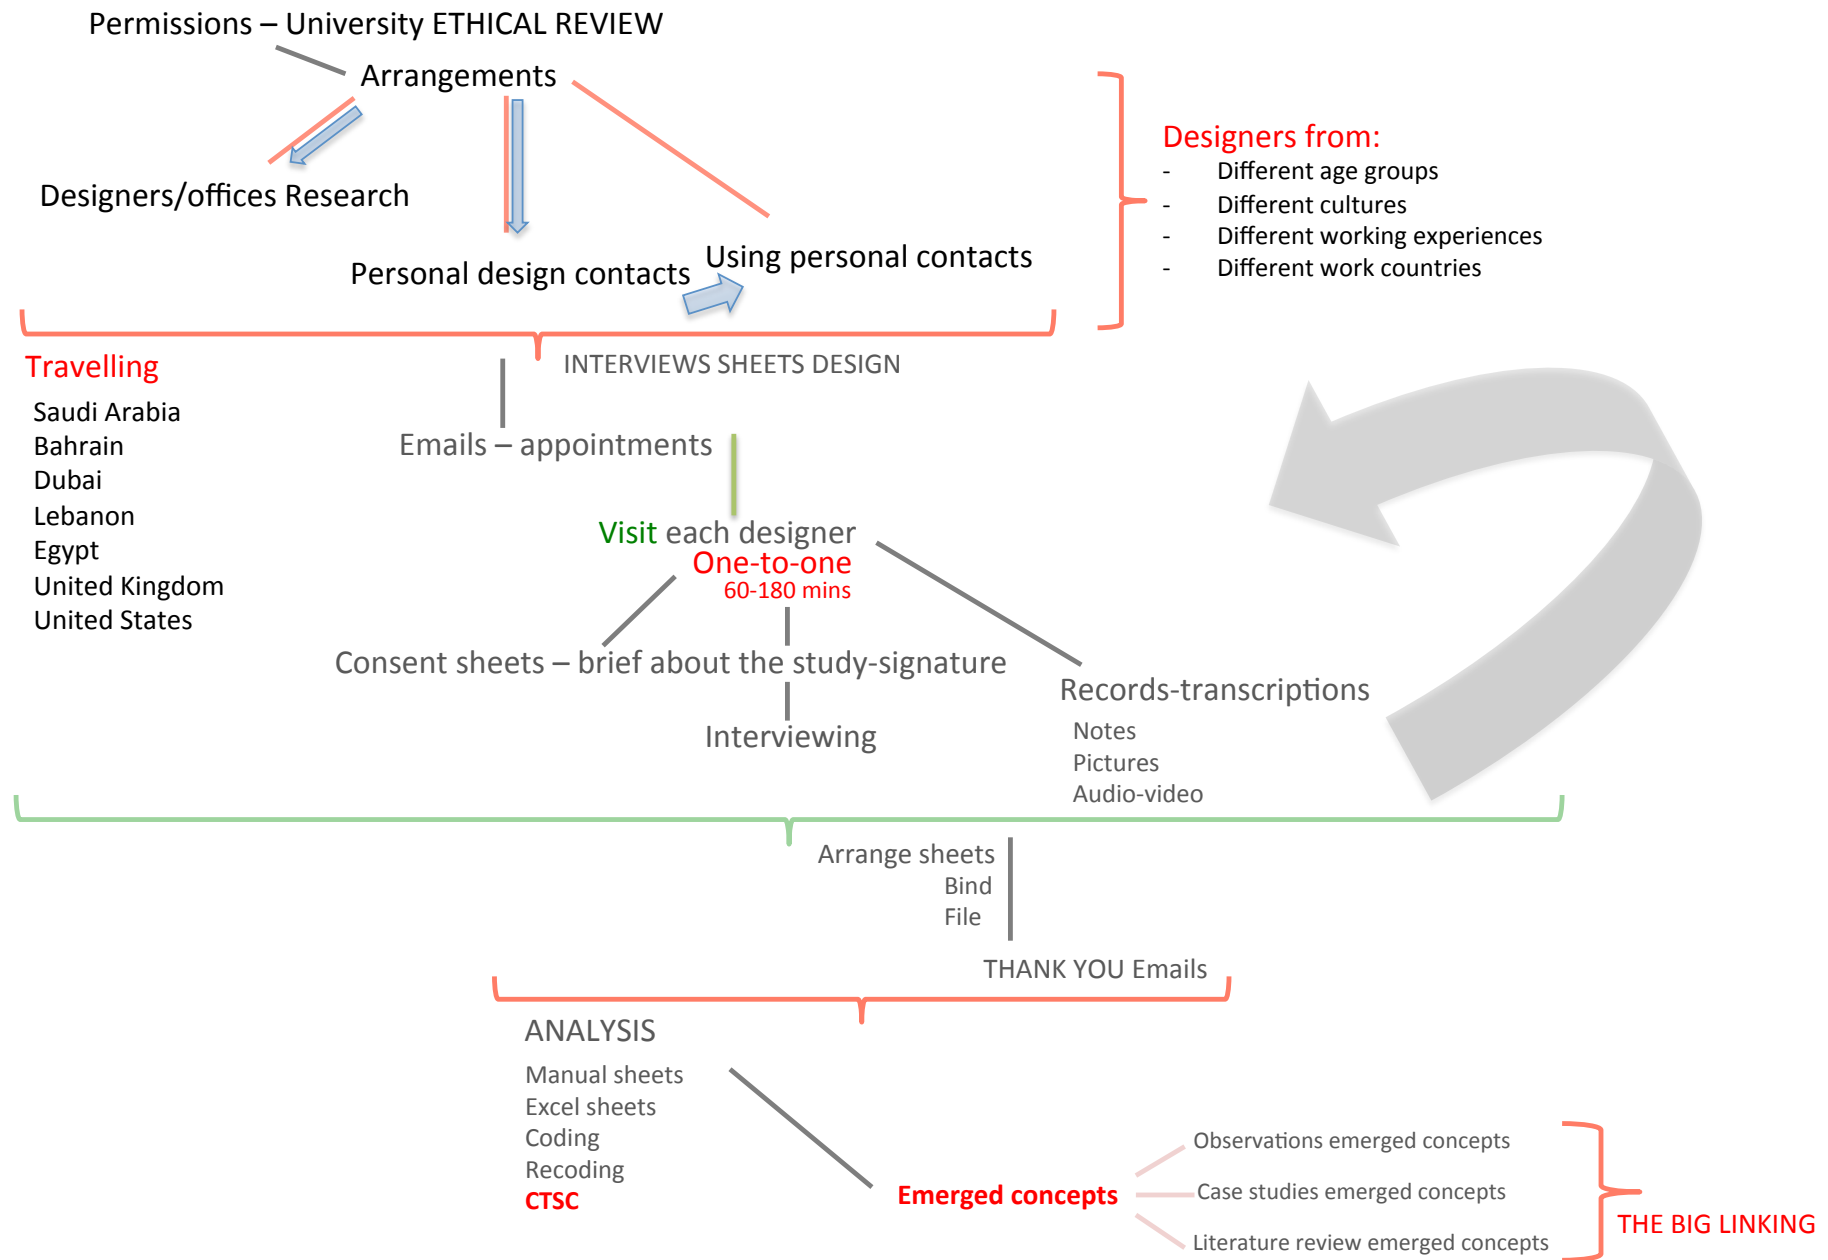 Permissions – University ETHICAL REVIEW
Arrangements
Designers/offices Research
Personal design contacts
Using personal contacts
Designers from:
- Different age groups
- Different cultures
- Different working experiences
- Different work countries
Travelling
Saudi Arabia
Bahrain
Dubai
Lebanon
Egypt
United Kingdom
United States
INTERVIEWS SHEETS DESIGN
Emails – appointments
Visit each designer
One-to-one
60-180 mins
Consent sheets – brief about the study-signature
Interviewing
Records-transcriptions
Notes
Pictures
Audio-video
Arrange sheets
Bind
File
THANK YOU Emails
ANALYSIS
Manual sheets
Excel sheets
Coding
Recoding
CTSC
Emerged concepts
Observations emerged concepts
Case studies emerged concepts
Literature review emerged concepts
THE BIG LINKING